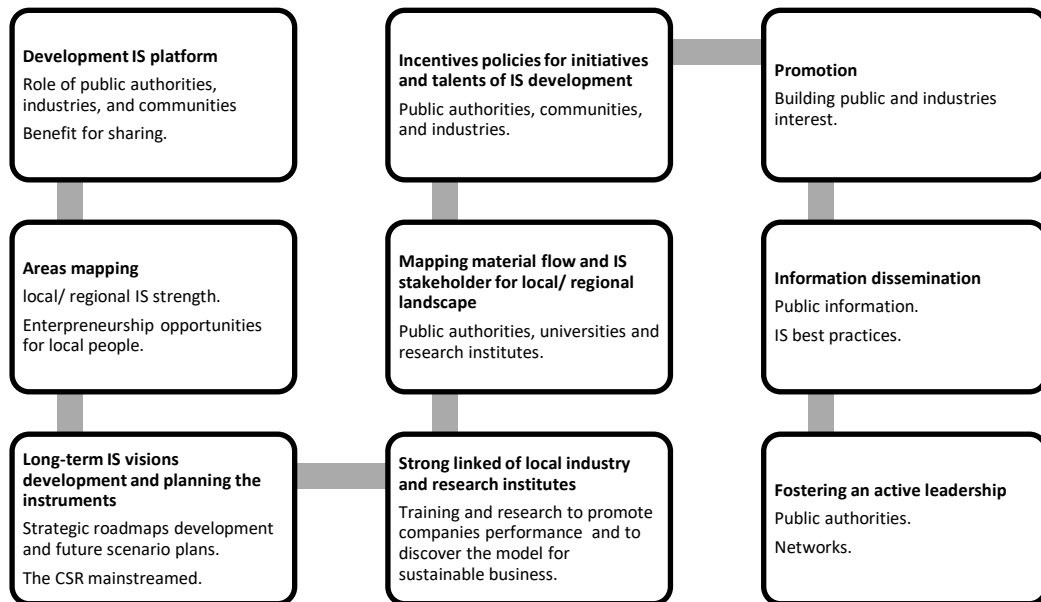 Development IS platform
Role of public authorities,
industries, and communities
Benefit for sharing.
Areas mapping
local/ regional IS strength.
Enterpreneurship opportunities
for local people.
Long-term IS visions
development and planning the
instruments
Strategic roadmaps development
and future scenario plans.
The CSR mainstreamed.
Strong linked of local industry
and research institutes
Training and research to promote
companies performance and to
discover the model for
sustainable business.
Mapping material flow and IS
stakeholder for local/ regional
landscape
Public authorities, universities and
research institutes.
Incentives policies for initiatives
and talents of IS development
Public authorities, communities,
and industries.
Promotion
Building public and industries
interest.
Information dissemination
Public information.
IS best practices.
Fostering an active leadership
Public authorities.
Networks.